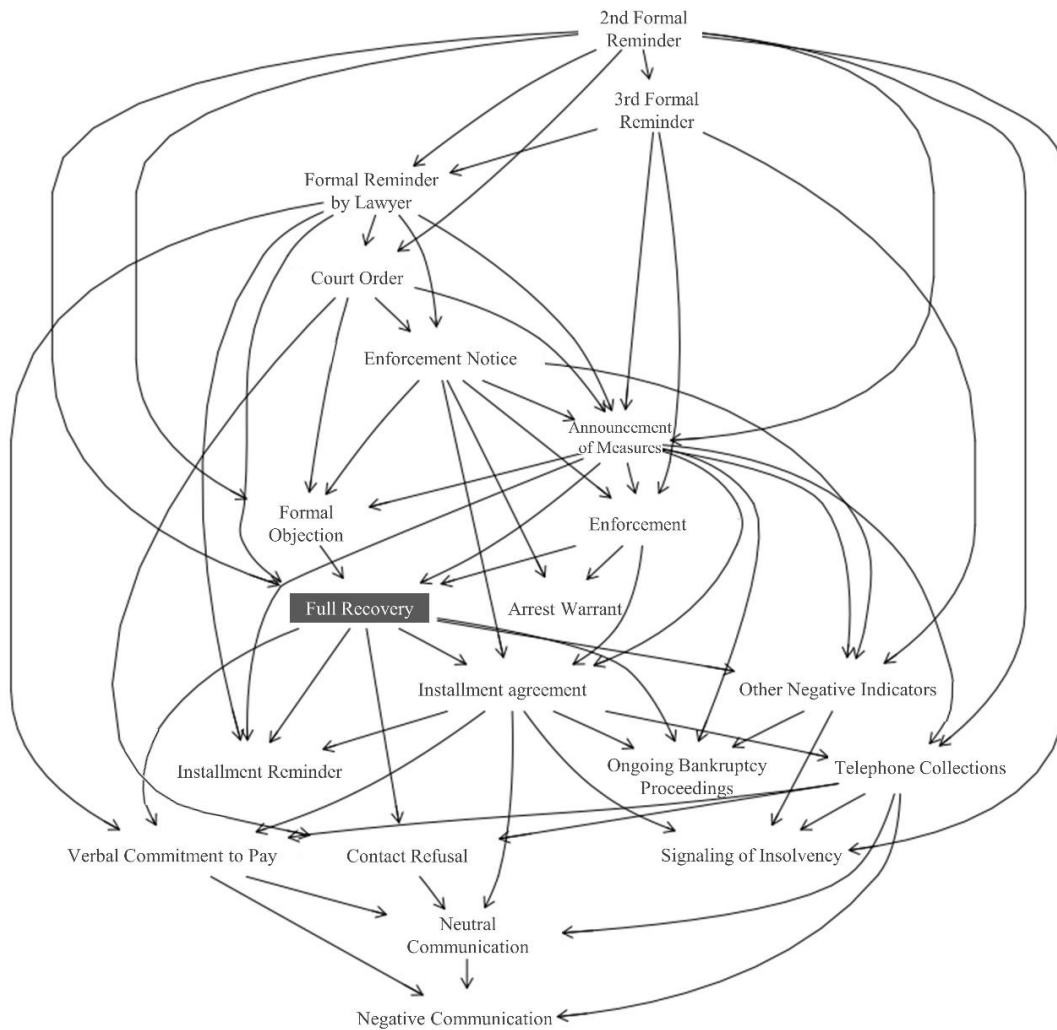 2nd Formal
Reminder
3rd Formal
Reminder
Formal Reminder
by Lawyer
Court Order
Enforcement Notice
Announcement
of Measures
Formal
Objection
Enforcement
Full Recovery
Arrest Warrant
Installment agreement
Other Negative Indicators
Installment Reminder
Ongoing Bankruptcy
Proceedings
Telephone Collections
Verbal Commitment to Pay
Contact Refusal
Signaling of Insolvency
Neutral
Communication
Negative Communication